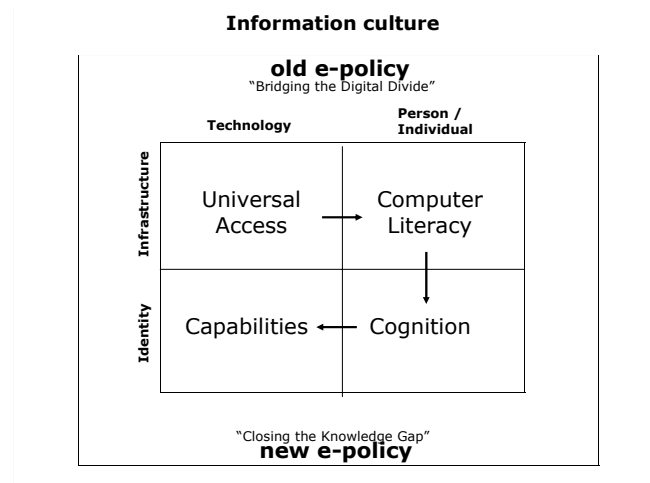 Information culture
old e-policy
“Bridging the Digital Divide”
Technology
Person /
Individual
Infrastructure
Universal
Access
Computer
Literacy
Identity
Capabilities
Cognition
“Closing the Knowledge Gap”
new e-policy